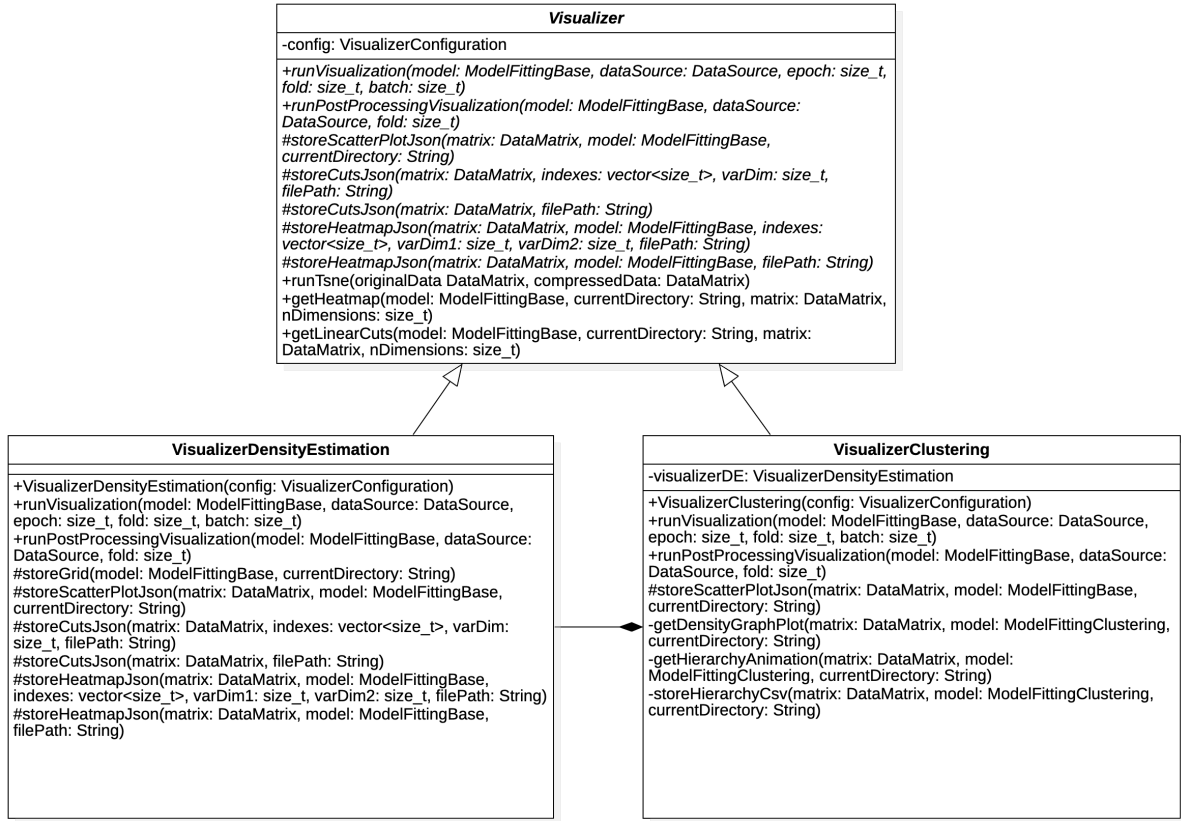 Visualizer
-config: VisualizerConfiguration
+runVisualization(model: ModelFittingBase, dataSource: DataSource, epoch: size_t,
fold: size_t, batch: size_t)
+runPostProcessingVisualization(model: ModelFittingBase, dataSource:
DataSource, fold: size_t)
#storeScatterPlotJson(matrix: DataMatrix, model: ModelFittingBase,
currentDirectory: String)
#storeCutsJson(matrix: DataMatrix, indexes: vector<size_t>, varDim: size_t,
filePath: String)
#storeCutsJson(matrix: DataMatrix, filePath: String)
#storeHeatmapJson(matrix: DataMatrix, model: ModelFittingBase, indexes:
vector<size_t>, varDim1: size_t, varDim2: size_t, filePath: String)
#storeHeatmapJson(matrix: DataMatrix, model: ModelFittingBase, filePath: String)
+runTsne(originalData DataMatrix, compressedData: DataMatrix)
+getHeatmap(model: ModelFittingBase, currentDirectory: String, matrix: DataMatrix,
nDimensions: size_t)
+getLinearCuts(model: ModelFittingBase, currentDirectory: String, matrix:
DataMatrix, nDimensions: size_t)
VisualizerDensityEstimation
+VisualizerDensityEstimation(config: VisualizerConfiguration)
+runVisualization(model: ModelFittingBase, dataSource: DataSource,
epoch: size_t, fold: size_t, batch: size_t)
+runPostProcessingVisualization(model: ModelFittingBase, dataSource:
DataSource, fold: size_t)
#storeGrid(model: ModelFittingBase, currentDirectory: String)
#storeScatterPlotJson(matrix: DataMatrix, model: ModelFittingBase,
currentDirectory: String)
#storeCutsJson(matrix: DataMatrix, indexes: vector<size_t>, varDim:
size_t, filePath: String)
#storeCutsJson(matrix: DataMatrix, filePath: String)
#storeHeatmapJson(matrix: DataMatrix, model: ModelFittingBase,
indexes: vector<size_t>, varDim1: size_t, varDim2: size_t, filePath: String)
#storeHeatmapJson(matrix: DataMatrix, model: ModelFittingBase,
filePath: String)
VisualizerClustering
-visualizerDE: VisualizerDensityEstimation
+VisualizerClustering(config: VisualizerConfiguration)
+runVisualization(model: ModelFittingBase, dataSource: DataSource,
epoch: size_t, fold: size_t, batch: size_t)
+runPostProcessingVisualization(model: ModelFittingBase, dataSource:
DataSource, fold: size_t)
#storeScatterPlotJson(matrix: DataMatrix, model: ModelFittingBase,
currentDirectory: String)
-getDensityGraphPlot(matrix: DataMatrix, model: ModelFittingClustering,
currentDirectory: String)
-getHierarchyAnimation(matrix: DataMatrix, model:
ModelFittingClustering, currentDirectory: String)
-storeHierarchyCsv(matrix: DataMatrix, model: ModelFittingClustering,
currentDirectory: String)